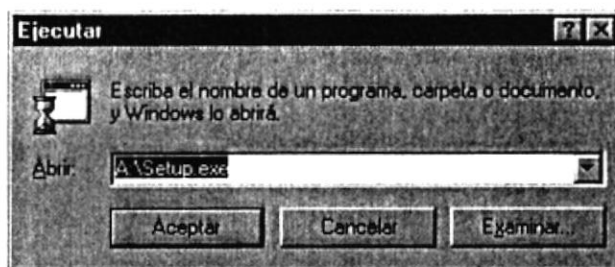 Ejecutar
Escriba el nombre de un programa, carpeta o documento,
y Windows lo abrirá.
Abrir: A:\Setup.exe
Aceptar Cancelar Examinar...